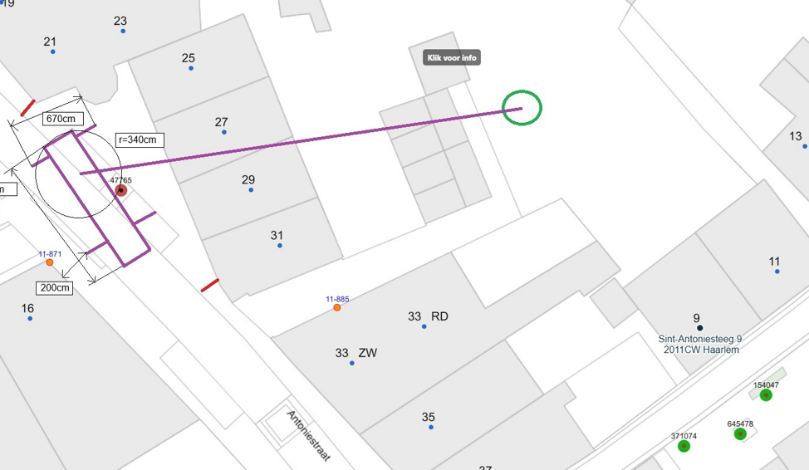 19
23
21
25
Klik voor info
670cm
27
r=340cm
13
47765
29
m
31
11-871
11
200cm
11-885
16
33 RD
9
Sint-Antoniesteeg 9
2011CW Haarlem
33 ZW
154047
Antoniestraat
35
645478
371074
37